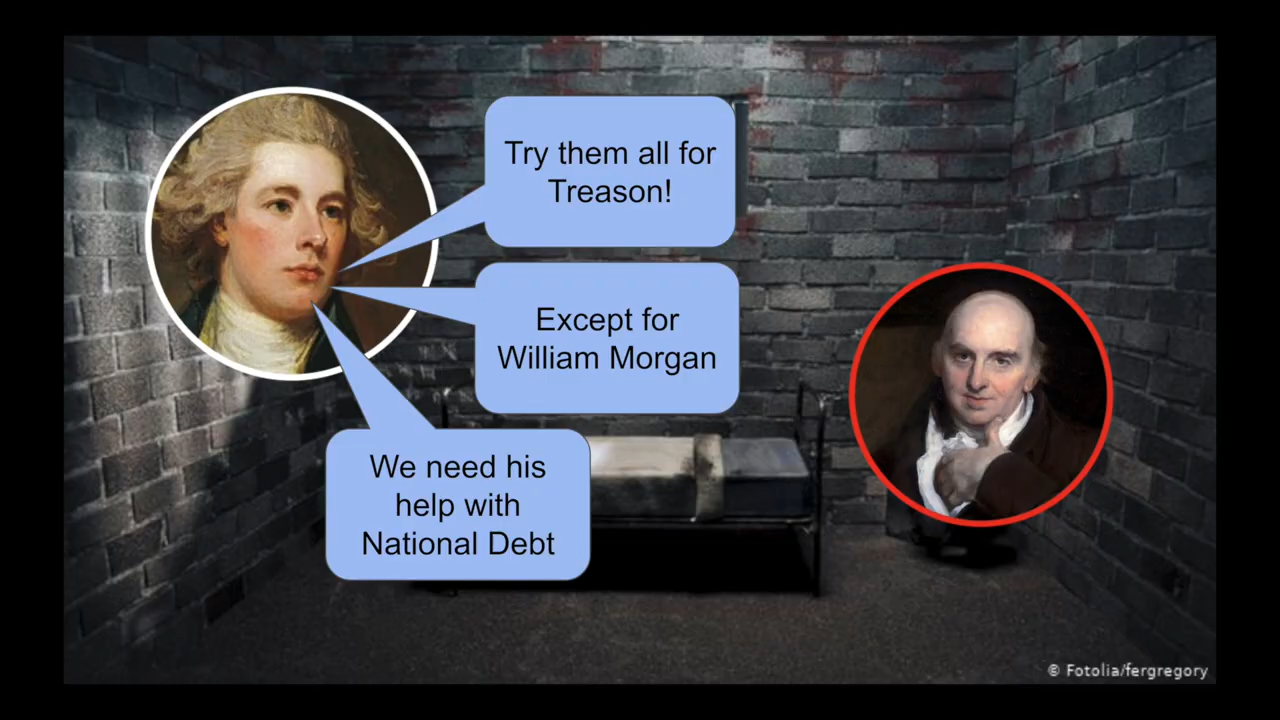 Try them all for
Treason!
Except for
William Morgan
We need his
help with
National Debt
© Fotolia/fergregory